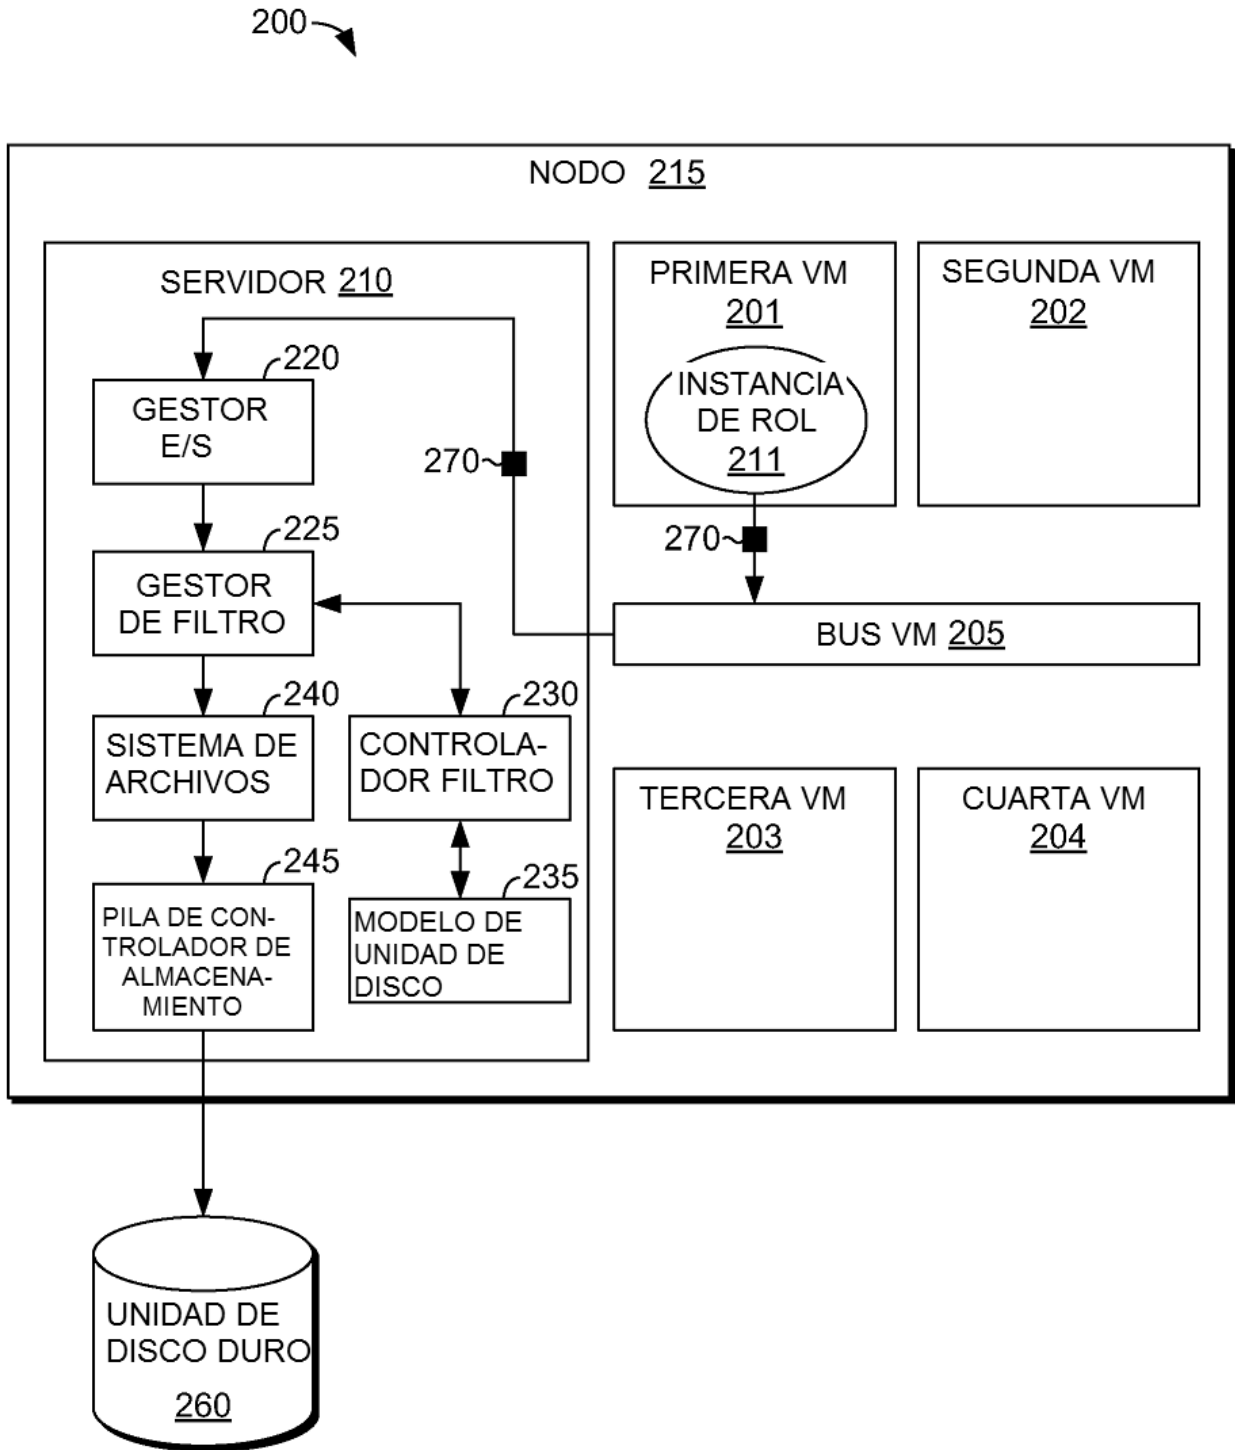 200
NODO 215
SERVIDOR 210
220
GESTOR
E/S
270
225
GESTOR
DE FILTRO
240
SISTEMA DE
ARCHIVOS
230
CONTROLA-
DOR FILTRO
245
PILA DE CON-
TROLADOR DE
ALMACENA-
MIENTO
235
MODELO DE
UNIDAD DE
DISCO
PRIMERA VM
201
INSTANCIA
DE ROL
211
270
SEGUNDA VM
202
BUS VM 205
TERCERA VM
203
CUARTA VM
204
UNIDAD DE
DISCO DURO
260